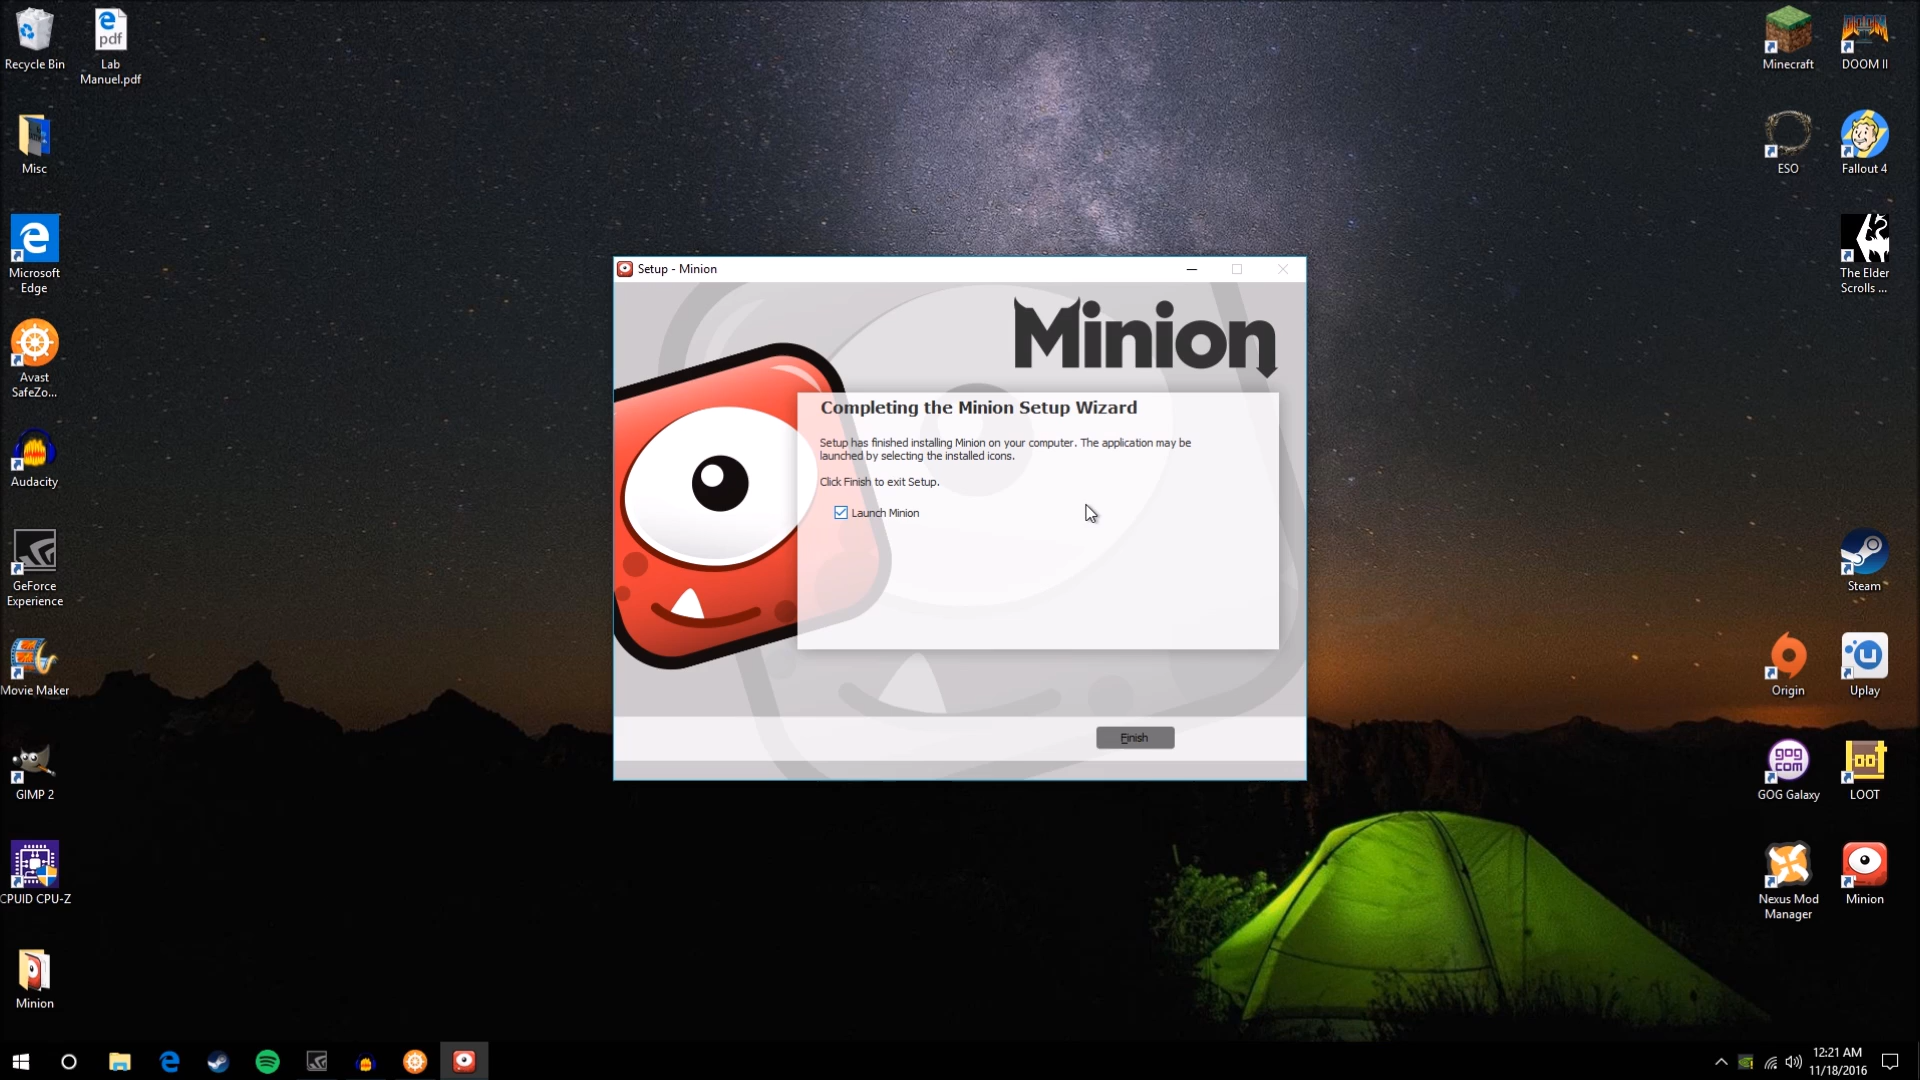 Recycle Bin
Lab
Manuel.pdf
pdf
Misc
Microsoft
Edge
Avast
SafeZo...
Audacity
GeForce
Experience
Movie Maker
GIMP 2
CPUID CPU-Z
Minion
Setup - Minion
Minion
Completing the Minion Setup Wizard
Setup has finished installing Minion on your computer. The application may be
launched by selecting the installed icons.
Click Finish to exit Setup.
Launch Minion
Finish
Minecraft
DOOM II
ESO
Fallout 4
The Elder
Scrolls ...
Steam
Origin
Uplay
gog
com
GOG Galaxy
LOOT
Nexus Mod
Manager
Minion
12:21 AM
11/18/2016